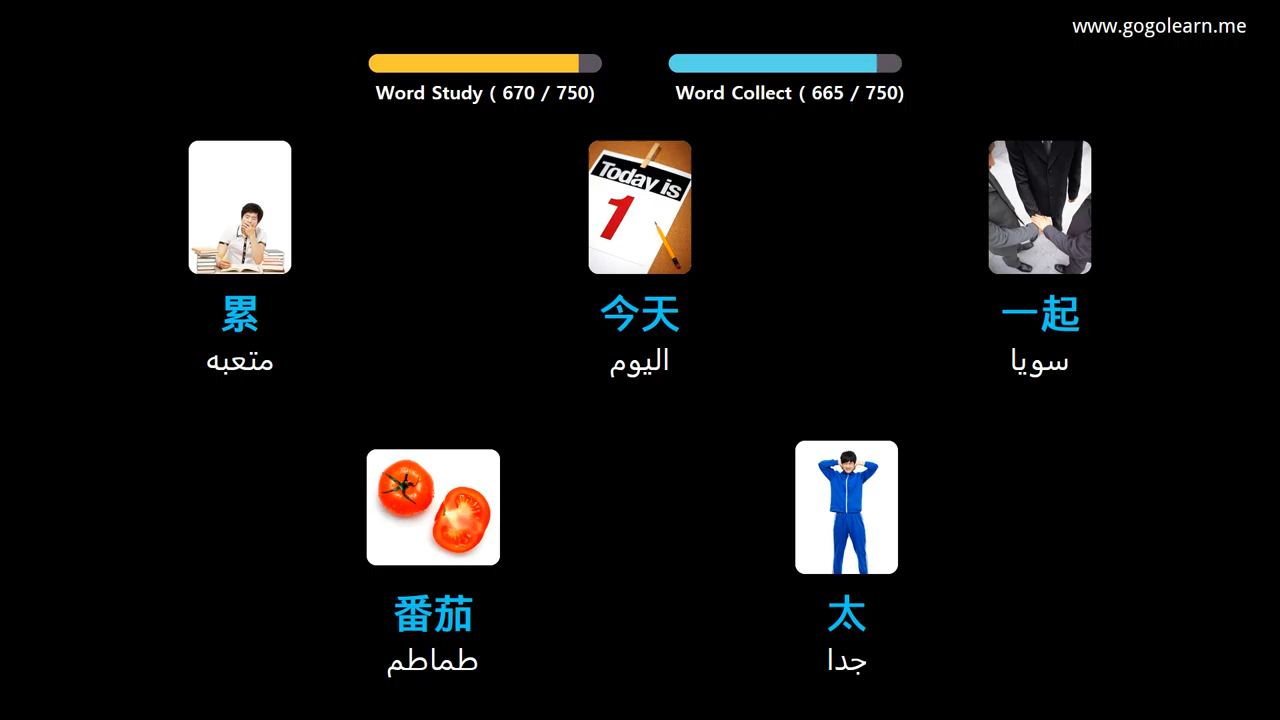 www.gogolearn.me
Word Study ( 670 / 750)
Word Collect ( 665 / 750)
Today is
1
累
今天
一起
متعبه
اليوم
سويا
番茄
太
طماطم
جدا